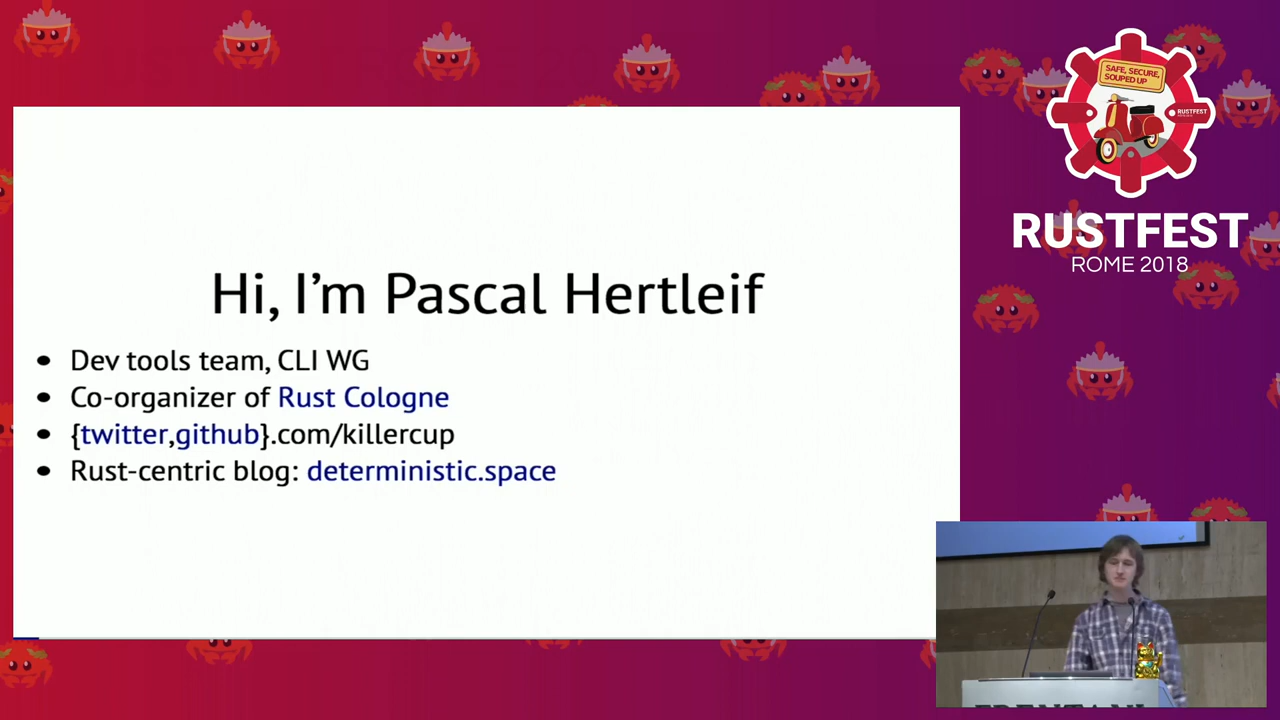 Hi, I'm Pascal Hertleif
• Dev tools team, CLI WG
• Co-organizer of Rust Cologne
• {twitter,github}.com/killercup
• Rust-centric blog: deterministic.space
SAFE, SECURE,
SOUPED UP
RUSTFEST
RUSTFEST
ROME 2018